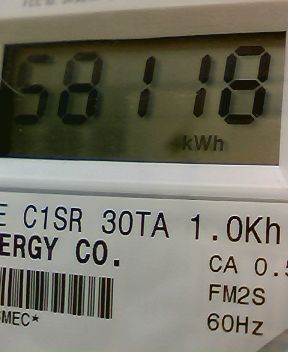 58118
kWh
E C1SR 30TA 1.0Kh
ERGY CO.
CA 0.5
FM2S
MEC*
60Hz